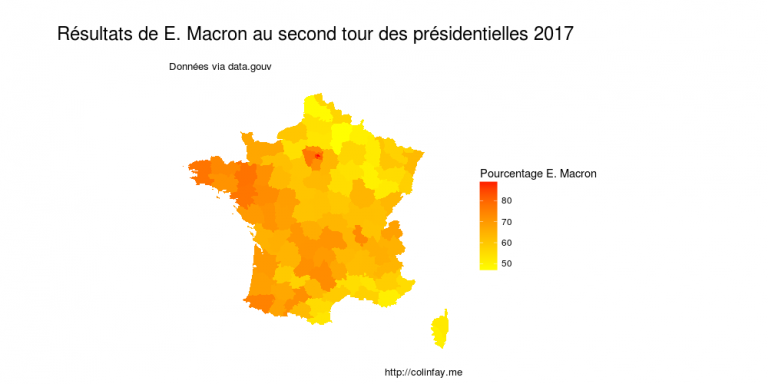 Résultats de E. Macron au second tour des présidentielles 2017
Données via data.gouv
Pourcentage E. Macron
80
70
60
50
http://colinfay.me